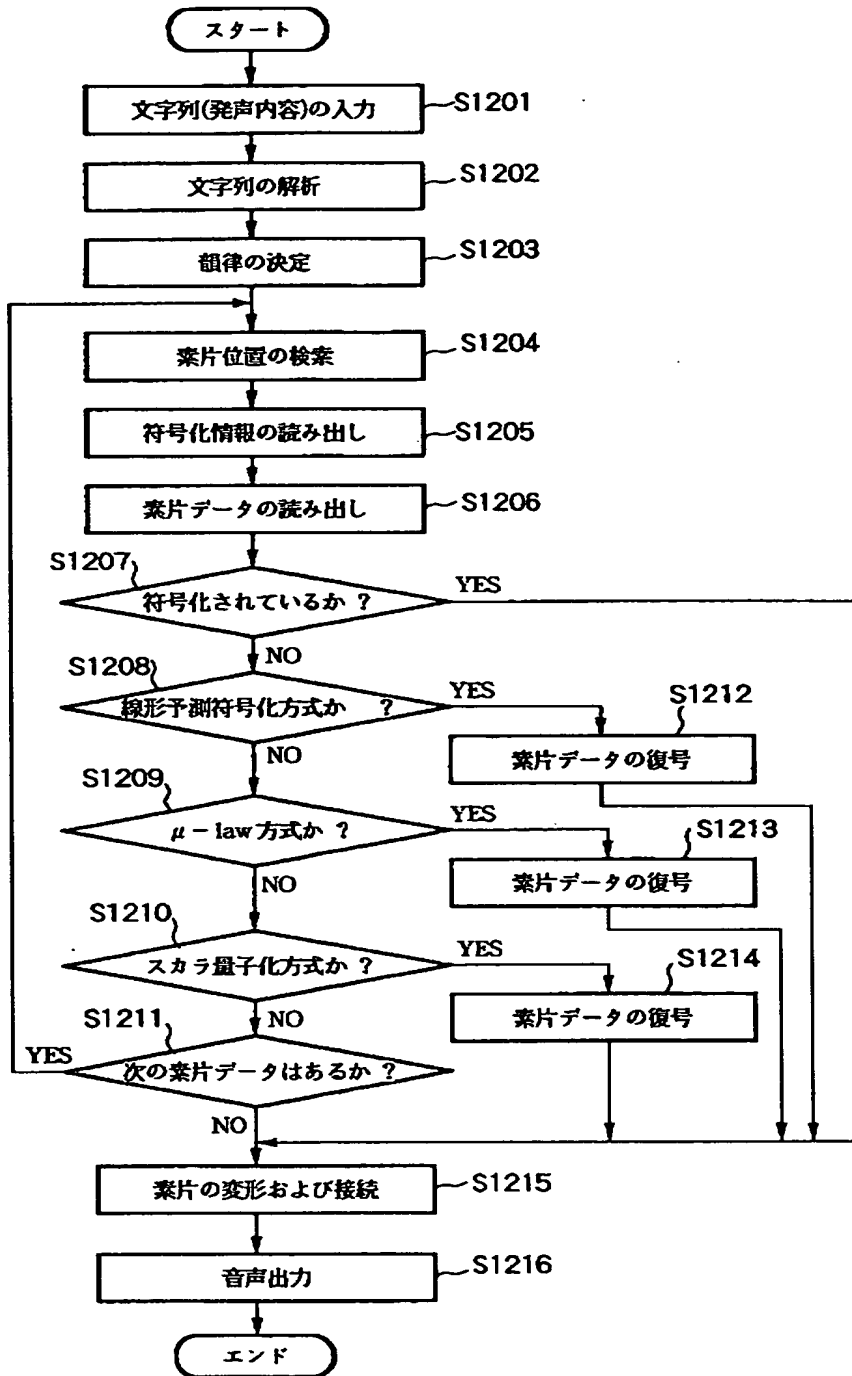 スタート
文字列(発声内容)の入力
S1201
文字列の解析
S1202
韻律の決定
S1203
素片位置の検索
S1204
符号化情報の読み出し
S1205
素片データの読み出し
S1206
S1207
符号化されているか ?
YES
NO
S1208
線形予測符号化方式か ?
YES
S1212
素片データの復号
NO
S1209
μ-law 方式か ?
YES
S1213
素片データの復号
NO
S1210
スカラ量子化方式か ?
YES
S1214
素片データの復号
NO
S1211
YES
次の素片データはあるか ?
NO
素片の変形および接続
S1215
音声出力
S1216
エンド